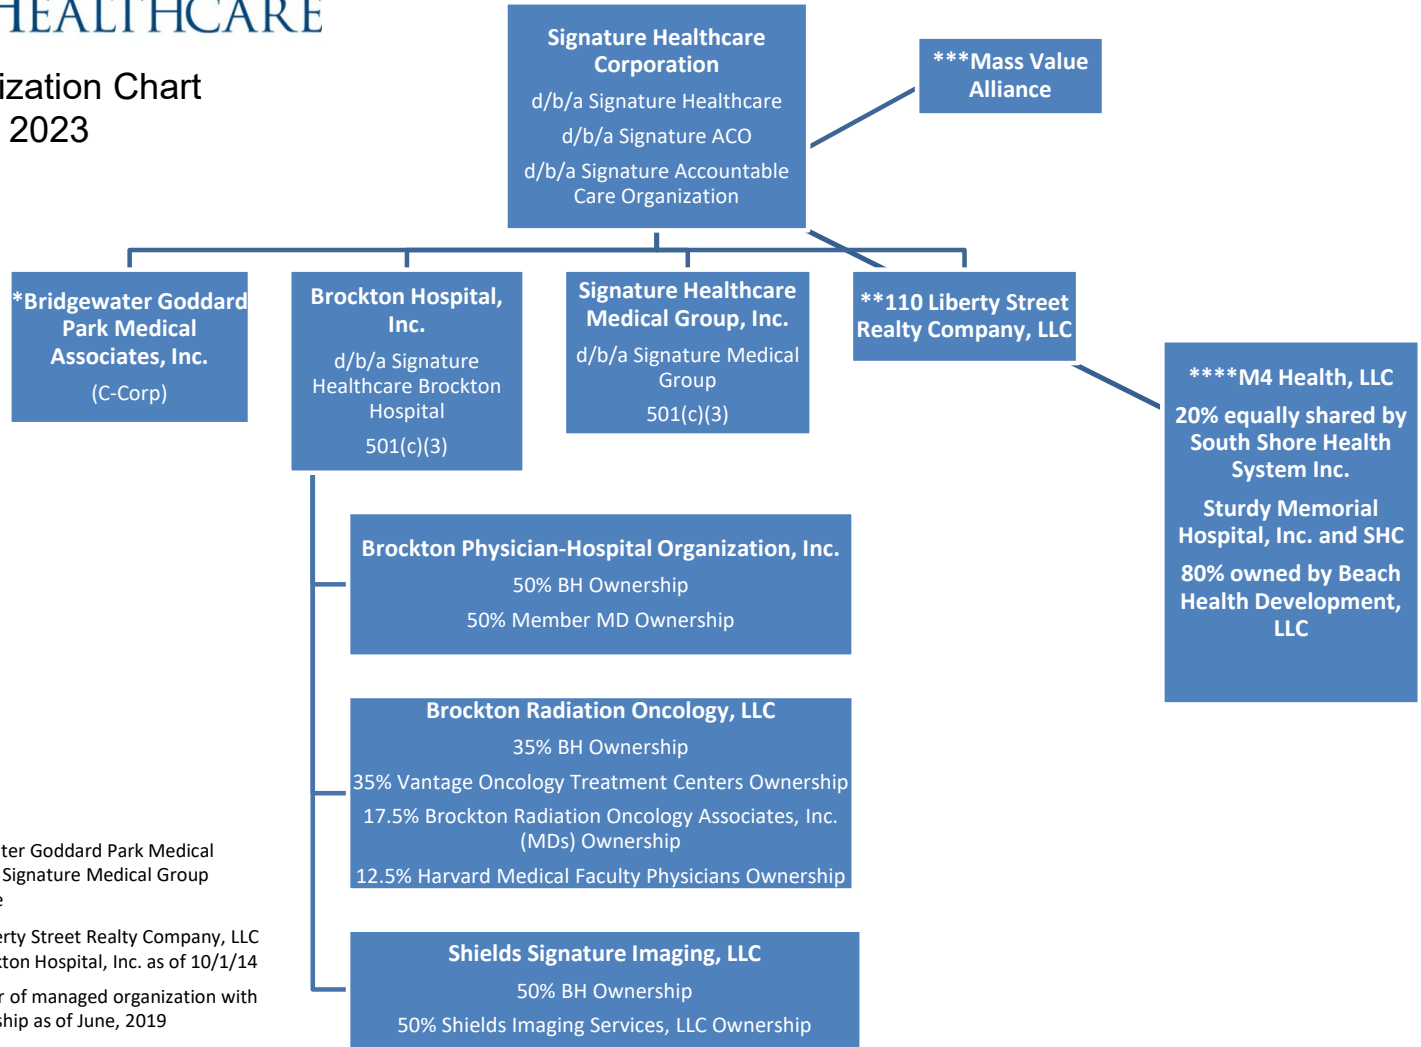 HEALTHCARE
ization Chart
2023
Signature Healthcare
Corporation
d/b/a Signature Healthcare
d/b/a Signature ACO
d/b/a Signature Accountable
Care Organization
***Mass Value
Alliance
*Bridgewater Goddard
Park Medical
Associates, Inc.
(C-Corp)
Brockton Hospital,
Inc.
d/b/a Signature
Healthcare Brockton
Hospital
501(c)(3)
Signature Healthcare
Medical Group, Inc.
d/b/a Signature Medical
Group
501(c)(3)
**110 Liberty Street
Realty Company, LLC
****M4 Health, LLC
20% equally shared by
South Shore Health
System Inc.
Sturdy Memorial
Hospital, Inc. and SHC
80% owned by Beach
Health Development,
LLC
Brockton Physician-Hospital Organization, Inc.
50% BH Ownership
50% Member MD Ownership
Brockton Radiation Oncology, LLC
35% BH Ownership
35% Vantage Oncology Treatment Centers Ownership
17.5% Brockton Radiation Oncology Associates, Inc.
(MDs) Ownership
12.5% Harvard Medical Faculty Physicians Ownership
Shields Signature Imaging, LLC
50% BH Ownership
50% Shields Imaging Services, LLC Ownership
ter Goddard Park Medical
Signature Medical Group
e
erty Street Realty Company, LLC
kton Hospital, Inc. as of 10/1/14
r of managed organization with
ship as of June, 2019